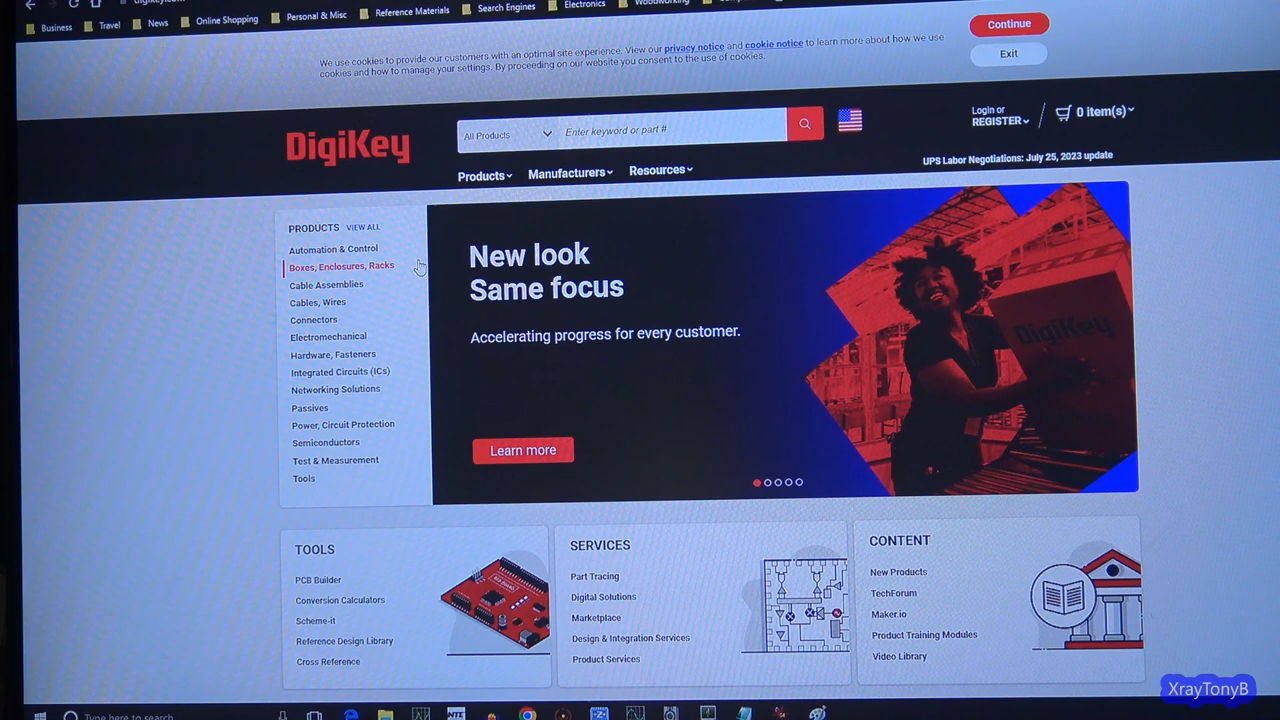 Business
Travel
News
Online Shopping
Personal & Misc
Reference Materials
Search Engines
Electronics
We use cookies to provide our customers with an optimal site experience. View our privacy notice and cookie notice to learn more about how we use
cookies and how to manage your settings. By proceeding on our website you consent to the use of cookies.
Continue
Exit
DigiKey
All Products
Enter keyword or part #
Login or
REGISTER
0 item(s)
Products
Manufacturers
Resources
UPS Labor Negotiations: July 25, 2023 update
PRODUCTS VIEW ALL
Automation & Control
Boxes, Enclosures, Racks
Cable Assemblies
Cables, Wires
Connectors
Electromechanical
Hardware, Fasteners
Integrated Circuits (ICs)
Networking Solutions
Passives
Power, Circuit Protection
Semiconductors
Test & Measurement
Tools
New look
Same focus
Accelerating progress for every customer.
Learn more
DigiKey
TOOLS
PCB Builder
Conversion Calculators
Scheme-it
Reference Design Library
Cross Reference
SERVICES
Part Tracing
Digital Solutions
Marketplace
Design & Integration Services
Product Services
CONTENT
New Products
TechForum
Maker.io
Product Training Modules
Video Library
XrayTonyB
Type here to search
NTE